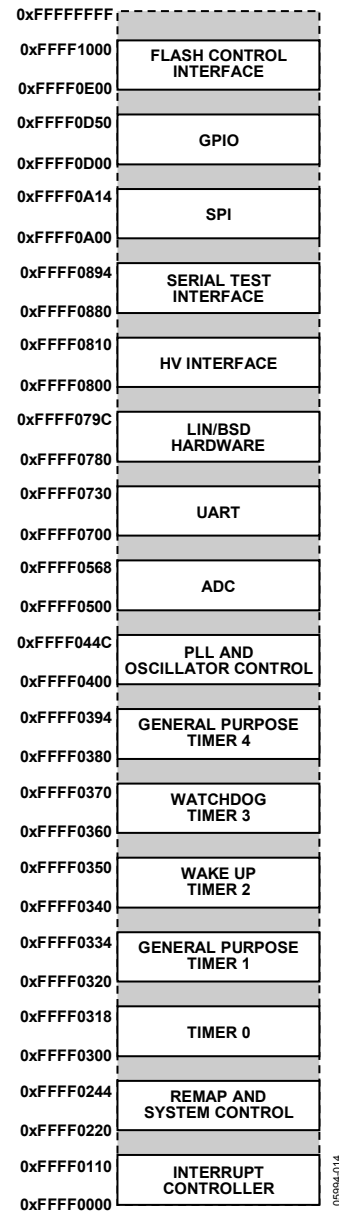 0xFFFFFFFF
0xFFFF1000
FLASH CONTROL
INTERFACE
0xFFFF0E00
0xFFFF0D50
GPIO
0xFFFF0D00
0xFFFF0A14
SPI
0xFFFF0A00
0xFFFF0894
SERIAL TEST
INTERFACE
0xFFFF0880
0xFFFF0810
HV INTERFACE
0xFFFF0800
0xFFFF079C
LIN/BSD
HARDWARE
0xFFFF0780
0xFFFF0730
UART
0xFFFF0700
0xFFFF0568
ADC
0xFFFF0500
0xFFFF044C
PLL AND
OSCILLATOR CONTROL
0xFFFF0400
0xFFFF0394
GENERAL PURPOSE
TIMER 4
0xFFFF0380
0xFFFF0370
WATCHDOG
TIMER 3
0xFFFF0360
0xFFFF0350
WAKE UP
TIMER 2
0xFFFF0340
0xFFFF0334
GENERAL PURPOSE
TIMER 1
0xFFFF0320
0xFFFF0318
TIMER 0
0xFFFF0300
0xFFFF0244
REMAP AND
SYSTEM CONTROL
0xFFFF0220
0xFFFF0110
INTERRUPT
CONTROLLER
0xFFFF0000
05994-014